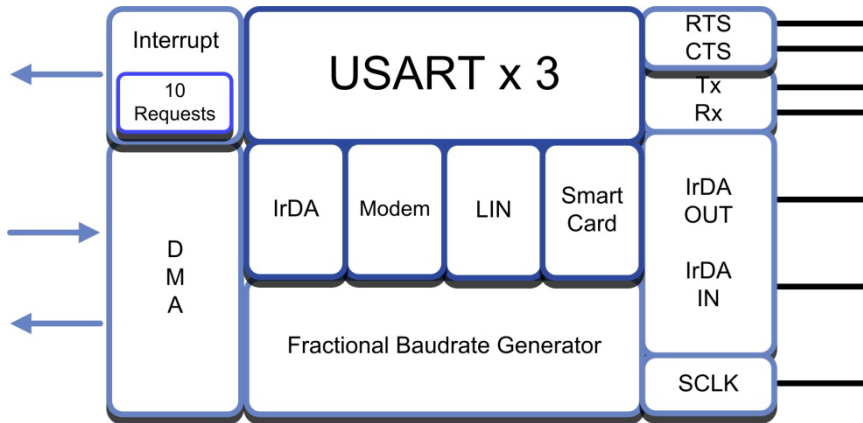 Interrupt
10
Requests
USART x 3
RTS
CTS
Tx
Rx
IrDA
Modem
LIN
Smart
Card
IrDA
OUT
IrDA
IN
D
M
A
Fractional Baudrate Generator
SCLK